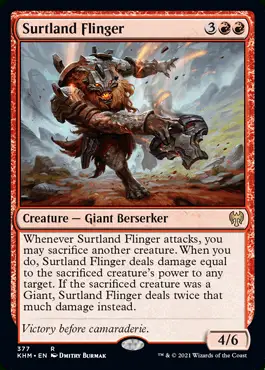 Surtland Flinger 3
Creature — Giant Berserker
Whenever Surtland Flinger attacks, you
may sacrifice another creature. When you
do, Surtland Flinger deals damage equal
to the sacrificed creature's power to any
target. If the sacrificed creature was a
Giant, Surtland Flinger deals twice that
much damage instead.
Victory before camaraderie.
4/6
377 R
KHM • EN Dmitry Burmak ™ & © 2021 Wizards of the Coast